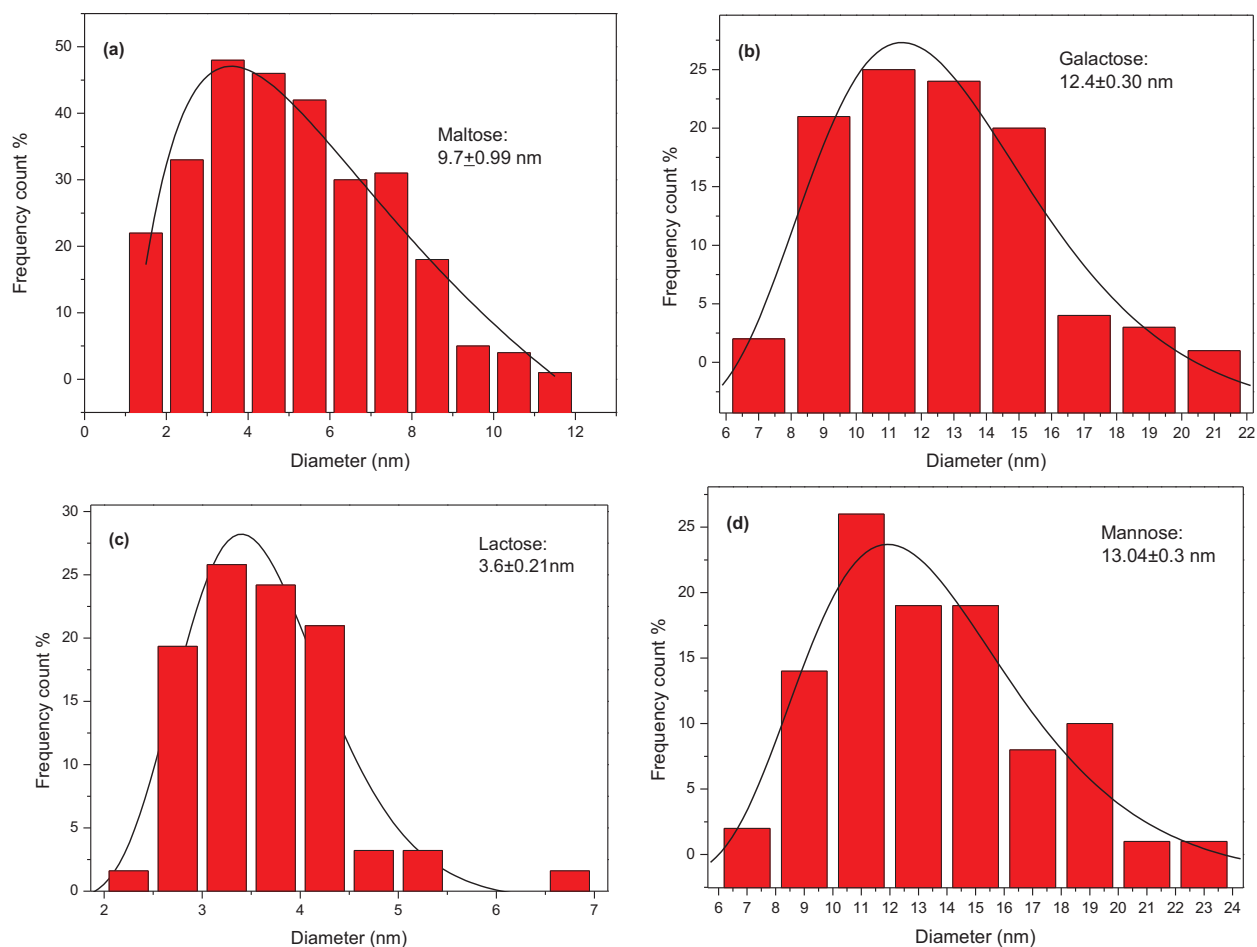 (a)
Maltose:
9.7±0.99 nm
Frequency count %
50
40
30
20
10
0
0 2 4 6 8 10 12
Diameter (nm)
(b)
Galactose:
12.4±0.30 nm
Frequency count %
25
20
15
10
5
0
6 7 8 9 10 11 12 13 14 15 16 17 18 19 20 21 22
Diameter (nm)
(c)
Lactose:
3.6±0.21nm
Frequency count %
30
25
20
15
10
5
0
2 3 4 5 6 7
Diameter (nm)
(d)
Mannose:
13.04±0.3 nm
Frequency count %
25
20
15
10
5
0
6 7 8 9 10 11 12 13 14 15 16 17 18 19 20 21 22 23 24
Diameter (nm)